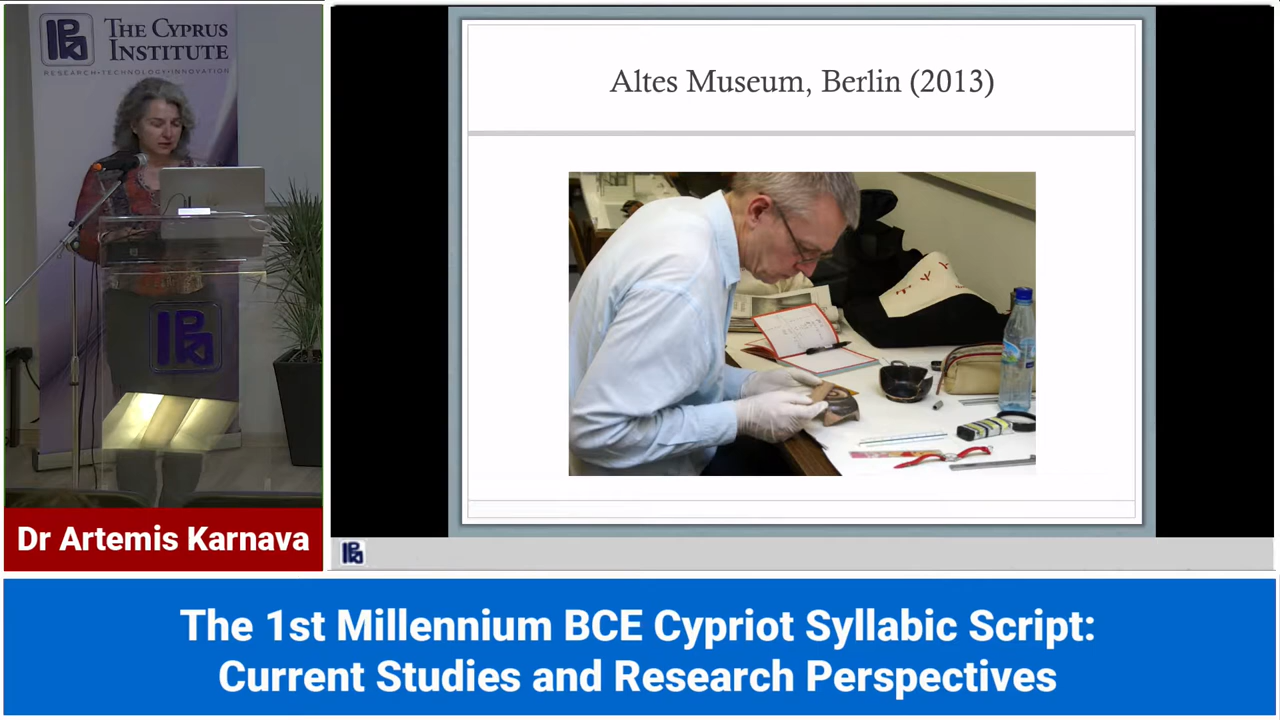 THE CYPRUS
INSTITUTE
RESEARCH•TECHNOLOGY•INNOVATION
Altes Museum, Berlin (2013)
Dr Artemis Karnava
The 1st Millennium BCE Cypriot Syllabic Script:
Current Studies and Research Perspectives